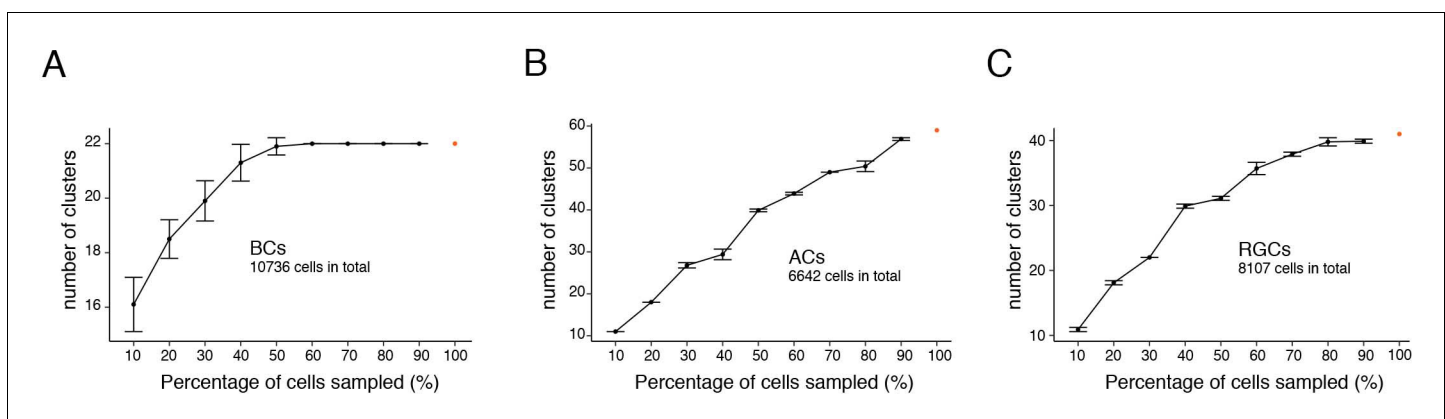 A
number of clusters
22
20
18
16
BCs
10736 cells in total
10 20 30 40 50 60 70 80 90 100
Percentage of cells sampled (%)
B
number of clusters
60
50
40
30
20
10
ACs
6642 cells in total
10 20 30 40 50 60 70 80 90 100
Percentage of cells sampled (%)
C
number of clusters
40
30
20
10
RGCs
8107 cells in total
10 20 30 40 50 60 70 80 90 100
Percentage of cells sampled (%)